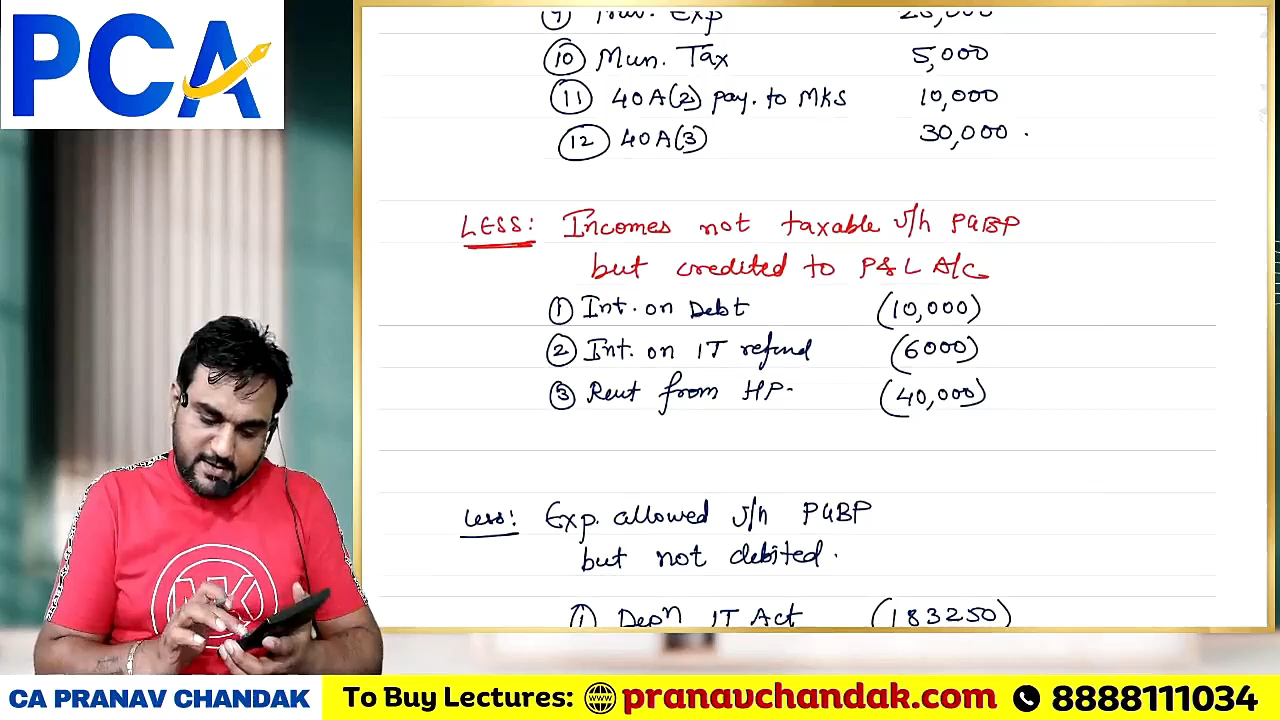 PCA
10 Mun. Tax 5,000
11 40A(2) pay. to MKS 10,000
12 40A(3) 30,000 .
LESS: Incomes not taxable u/h PGBP
but credited to P&L A/C
1 Int. on Debt (10,000)
2 Int. on IT refund (6000)
3 Rent from HP. (40,000)
Less: Exp. allowed u/h PGBP
but not debited.
1) Depn IT Act (183250)
CA PRANAV CHANDAK To Buy Lectures: pranavchandak.com 8888111034